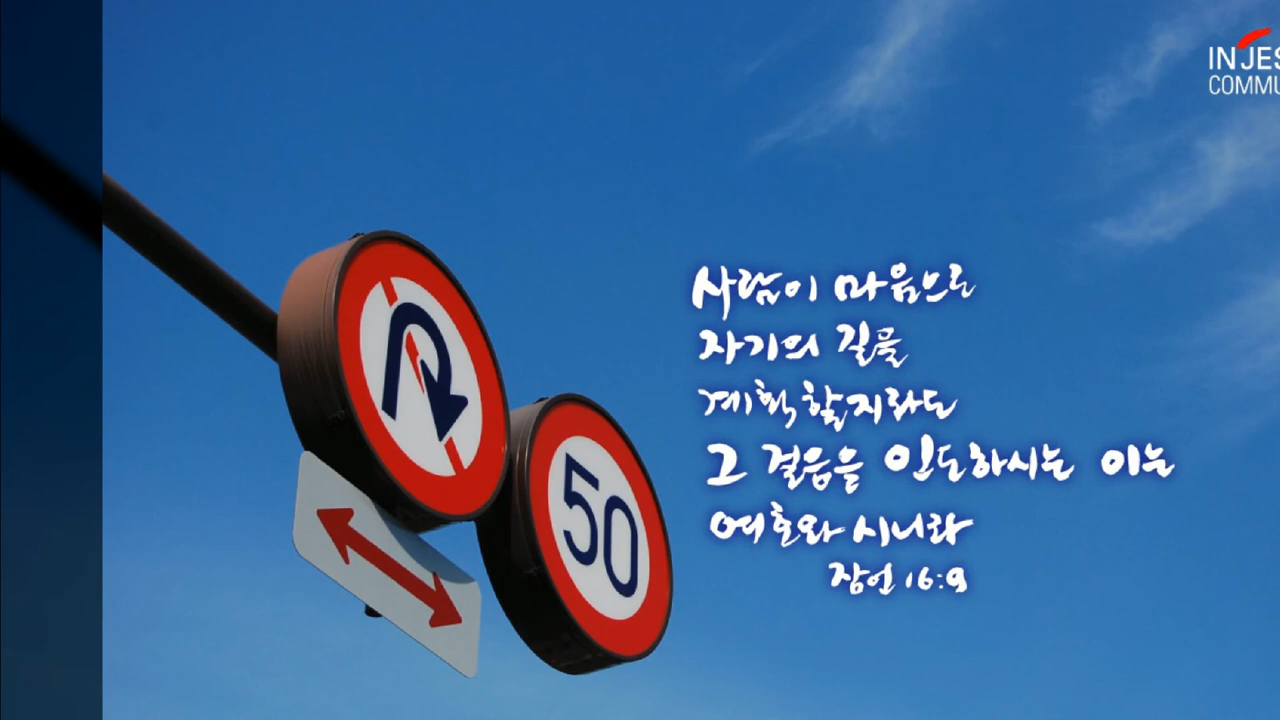 INJES
COMMU
사람이 마음으로
자기의 길을
계획할지라도
그 걸음을 인도하시는 이는
여호와시니라
잠언 16:9
50